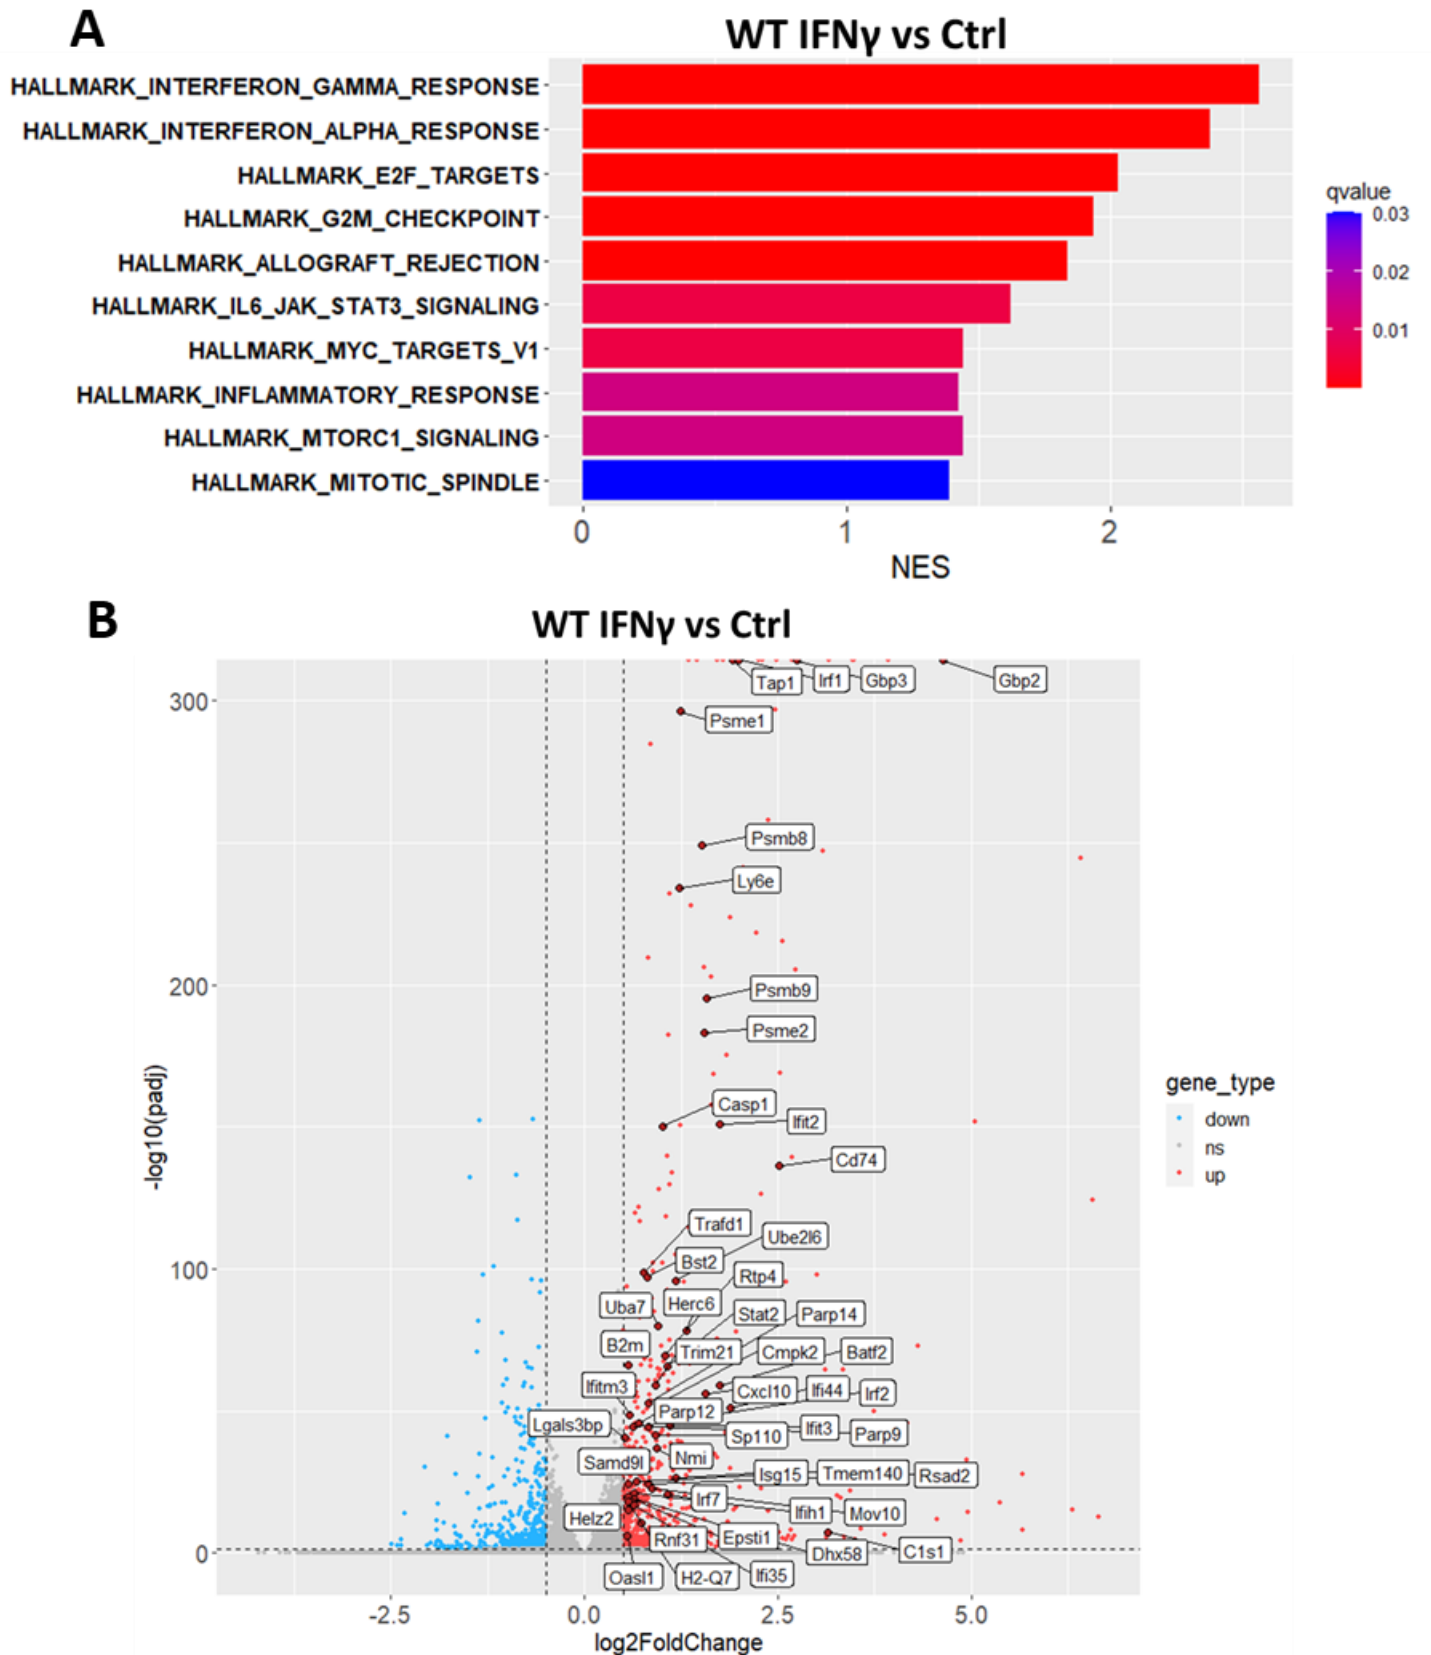 A
WT IFNγ vs Ctrl
HALLMARK_INTERFERON_GAMMA_RESPONSE
HALLMARK_INTERFERON_ALPHA_RESPONSE
HALLMARK_E2F_TARGETS
HALLMARK_G2M_CHECKPOINT
HALLMARK_ALLOGRAFT_REJECTION
HALLMARK_IL6_JAK_STAT3_SIGNALING
HALLMARK_MYC_TARGETS_V1
HALLMARK_INFLAMMATORY_RESPONSE
HALLMARK_MTORC1_SIGNALING
HALLMARK_MITOTIC_SPINDLE
0 1 2
NES
qvalue
0.03
0.02
0.01
B
WT IFNγ vs Ctrl
-log10(padj)
300
200
100
0
Tap1 Irf1 Gbp3 Gbp2
Psme1
Psmb8
Ly6e
Psmb9
Psme2
Casp1
Ifit2
Cd74
Trafd1
Ube2l6
Bst2
Rtp4
Uba7 Herc6
Stat2 Parp14
B2m Trim21 Cmpk2 Batf2
Ifitm3 Cxcl10 Ifi44 Irf2
Parp12
Lgals3bp Sp110 Ifit3 Parp9
Samd9l Nmi
Isg15 Tmem140 Rsad2
Irf7
Helz2 Ifih1 Mov10
Rnf31 Epsti1
Dhx58 C1s1
Oasl1 H2-Q7 Ifi35
-2.5 0.0 2.5 5.0
log2FoldChange
gene_type
down
ns
up